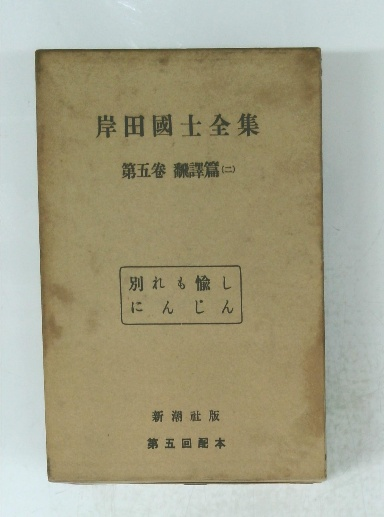 岸田國士全集
第五巻 飜譯篇(二)
別れも愉し
にんじん
新潮社版
第五回配本